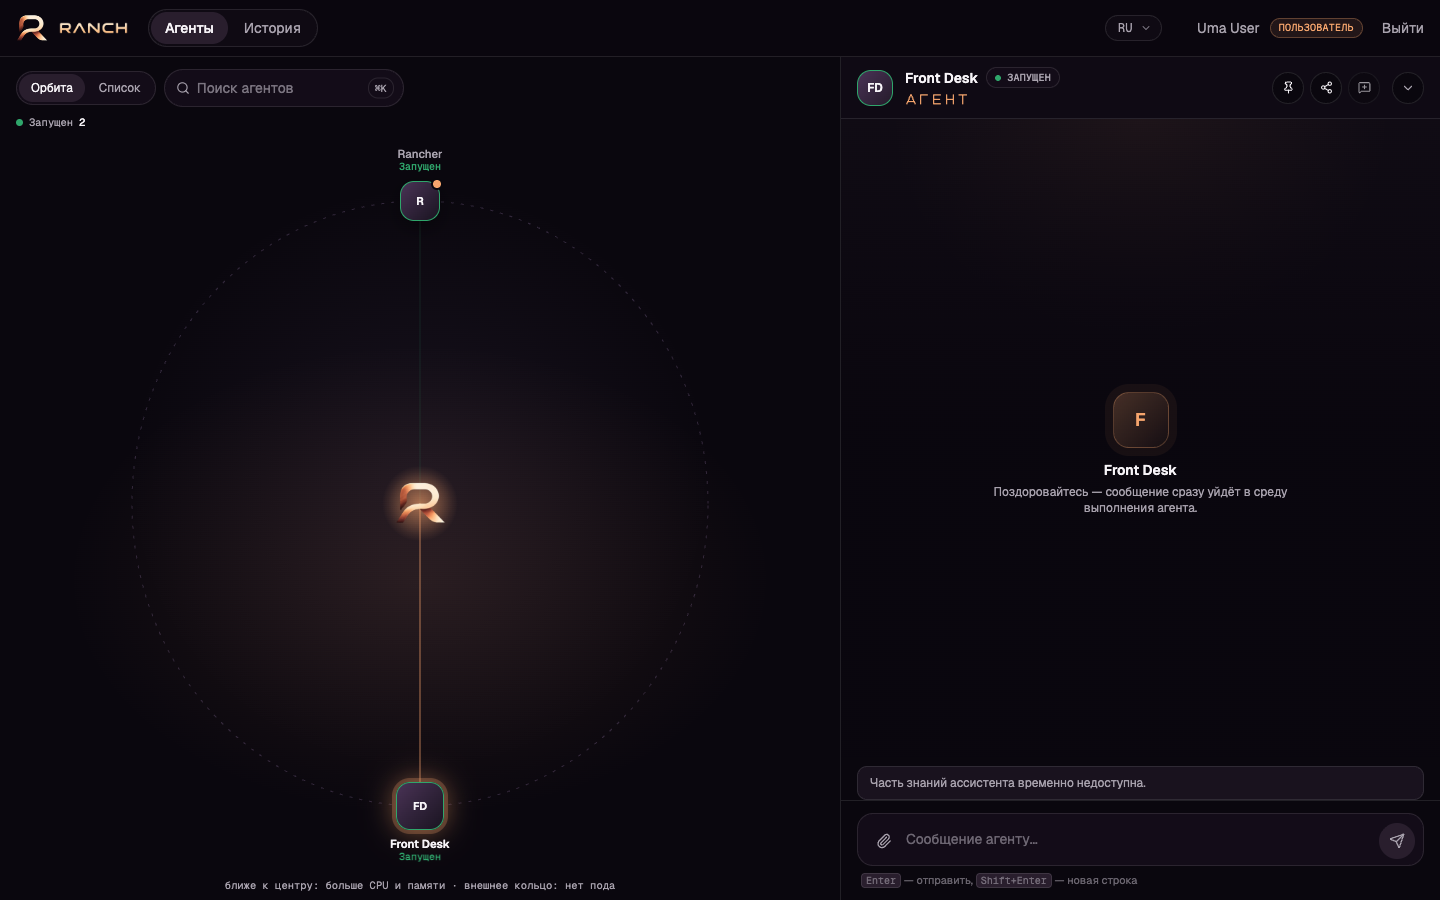 RANCH
Агенты
История
RU
Uma User
ПОЛЬЗОВАТЕЛЬ
Выйти
Орбита
Список
Поиск агентов
⌘K
Запущен 2
Rancher
Запущен
R
FD
Front Desk
Запущен
ближе к центру: больше CPU и памяти · внешнее кольцо: нет пода
FD
Front Desk
ЗАПУЩЕН
АГЕНТ
F
Front Desk
Поздоровайтесь — сообщение сразу уйдёт в среду
выполнения агента.
Часть знаний ассистента временно недоступна.
Сообщение агенту…
Enter — отправить, Shift+Enter — новая строка